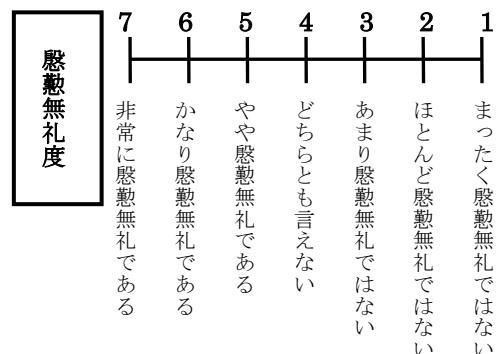 慇懃無礼度
7 6 5 4 3 2 1
まったく慇懃無礼ではない
ほとんど慇懃無礼ではない
あまり慇懃無礼ではない
どちらとも言えない
やや慇懃無礼である
かなり慇懃無礼である
非常に慇懃無礼である